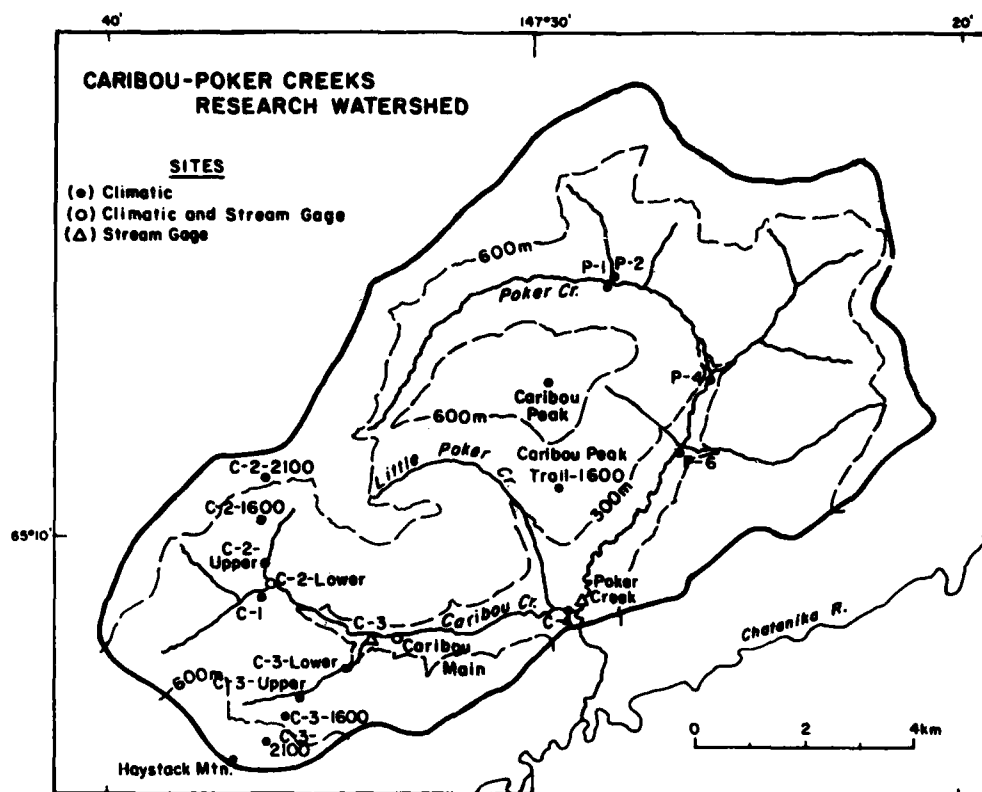 40'
147°30'
20'
CARIBOU-POKER CREEKS
RESEARCH WATERSHED
SITES
(●) Climatic
(○) Climatic and Stream Gage
(△) Stream Gage
600m
P-1
P-2
Poker Cr.
P-4
Caribou
Peak
600m
Caribou Peak
Trail-1600
P-6
Little Poker Cr.
300m
C-2-2100
C-2-1600
65°10'
C-2-
Upper
C-2-Lower
C-1
Poker
Creek
C-3
Caribou Cr.
Chatanika R.
Caribou
Main
C-3-Lower
600m
C-3-
Upper
C-3-1600
C-3-
2100
Haystack Mtn.
0 2 4km